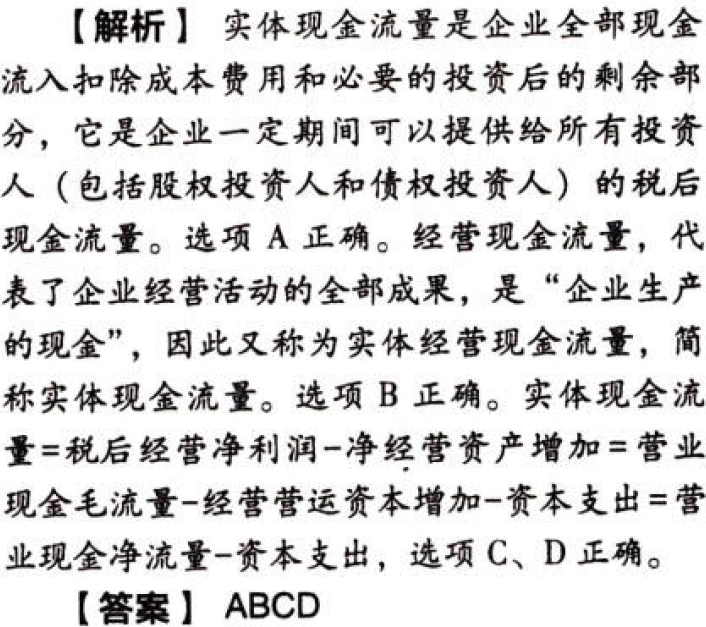 【解析】 实体现金流量是企业全部现金
流入扣除成本费用和必要的投资后的剩余部
分，它是企业一定期间可以提供给所有投资
人（包括股权投资人和债权投资人）的税后
现金流量。选项 A 正确。经营现金流量，代
表了企业经营活动的全部成果，是“企业生产
的现金”，因此又称为实体经营现金流量，简
称实体现金流量。选项 B 正确。实体现金流
量=税后经营净利润-净经营资产增加=营业
现金毛流量-经营营运资本增加-资本支出=营
业现金净流量-资本支出，选项 C、D 正确。
【答案】 ABCD